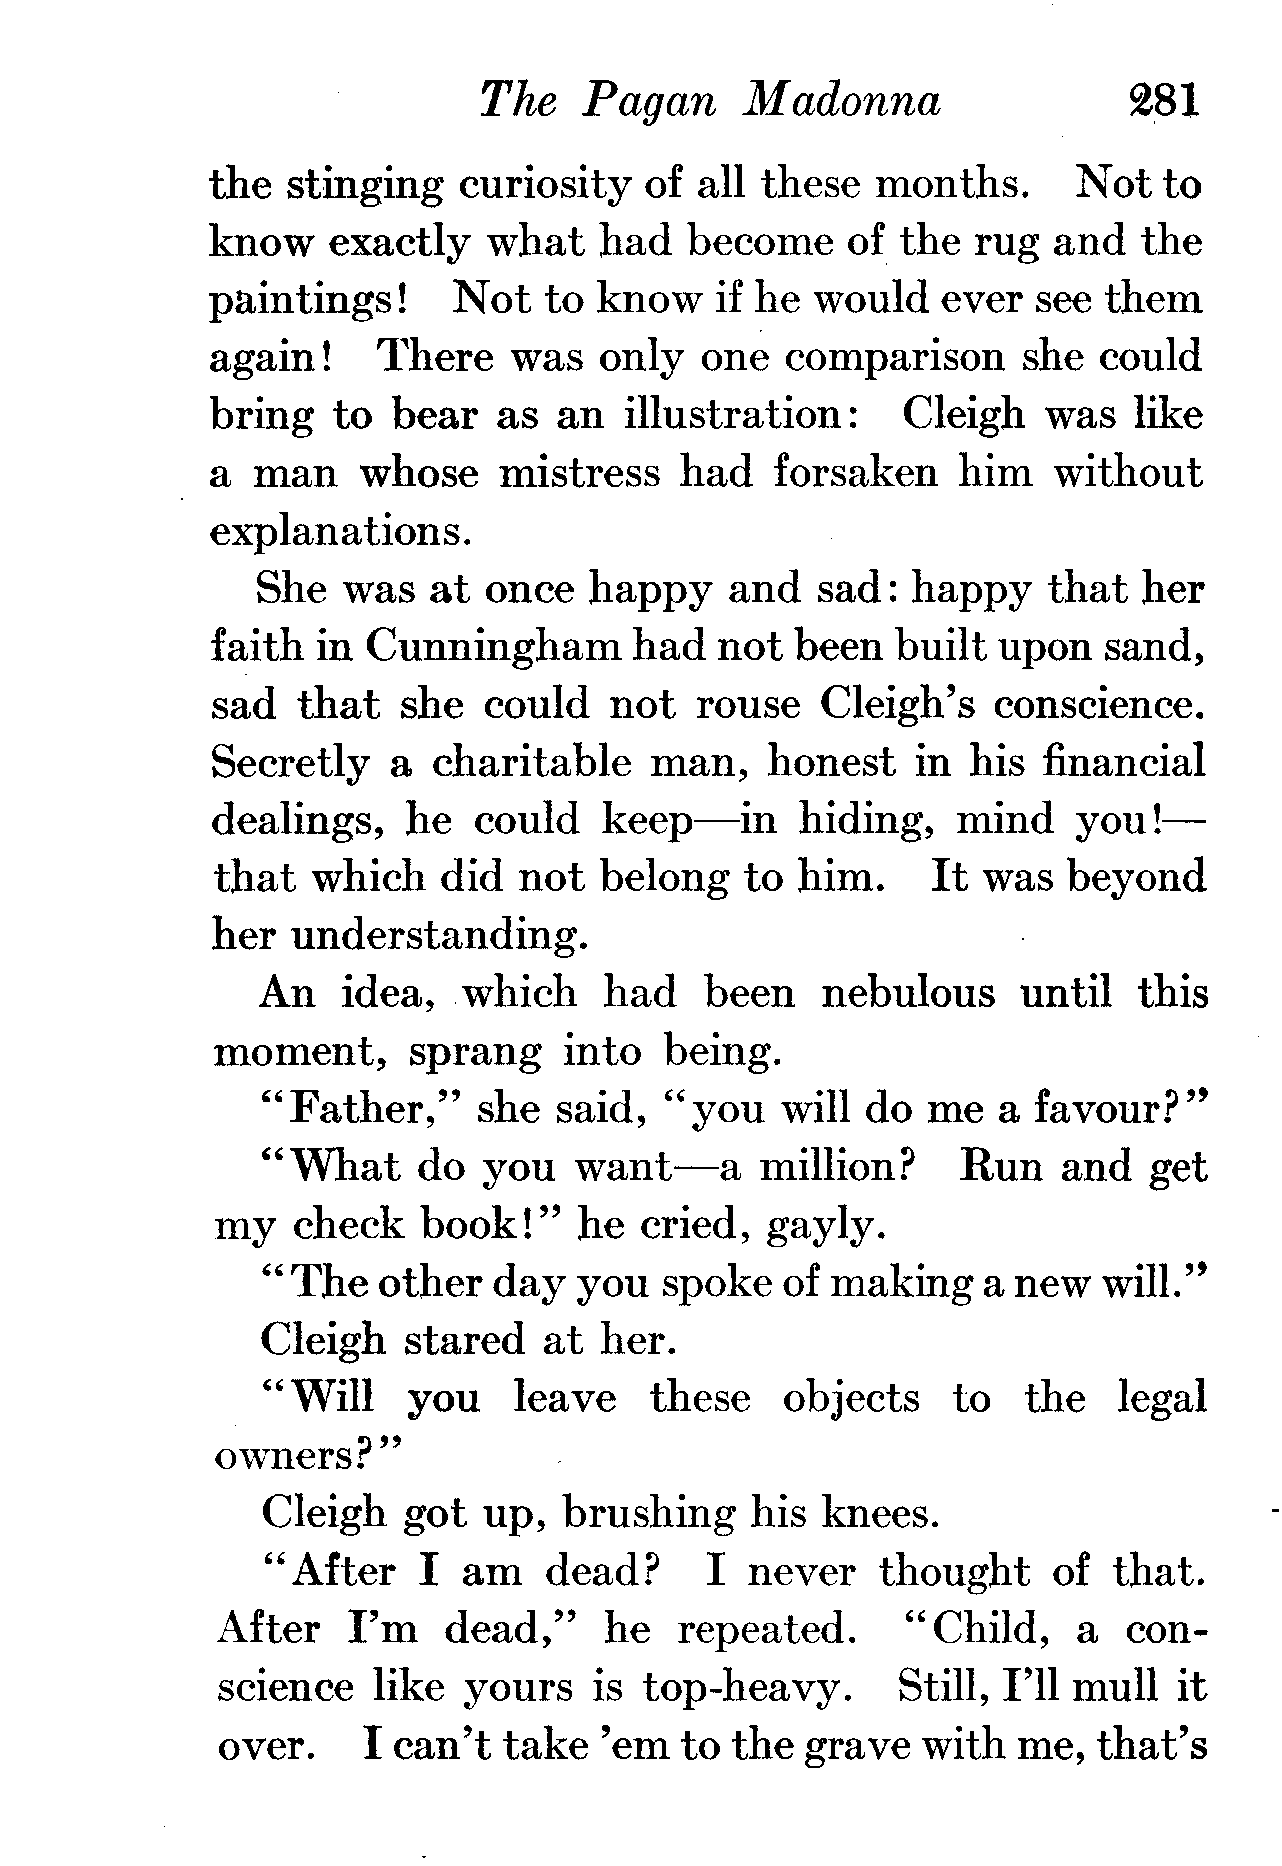 The Pagan Madonna 281
the stinging curiosity of all these months. Not to
know exactly what had become of the rug and the
paintings! Not to know if he would ever see them
again! There was only one comparison she could
bring to bear as an illustration: Cleigh was like
a man whose mistress had forsaken him without
explanations.
She was at once happy and sad: happy that her
faith in Cunningham had not been built upon sand,
sad that she could not rouse Cleigh's conscience.
Secretly a charitable man, honest in his financial
dealings, he could keep—in hiding, mind you!—
that which did not belong to him. It was beyond
her understanding.
An idea, which had been nebulous until this
moment, sprang into being.
“Father,” she said, “you will do me a favour?”
“What do you want—a million? Run and get
my check book!” he cried, gayly.
“The other day you spoke of making a new will.”
Cleigh stared at her.
“Will you leave these objects to the legal
owners?”
Cleigh got up, brushing his knees.
“After I am dead? I never thought of that.
After I'm dead,” he repeated. “Child, a con-
science like yours is top-heavy. Still, I'll mull it
over. I can't take 'em to the grave with me, that's